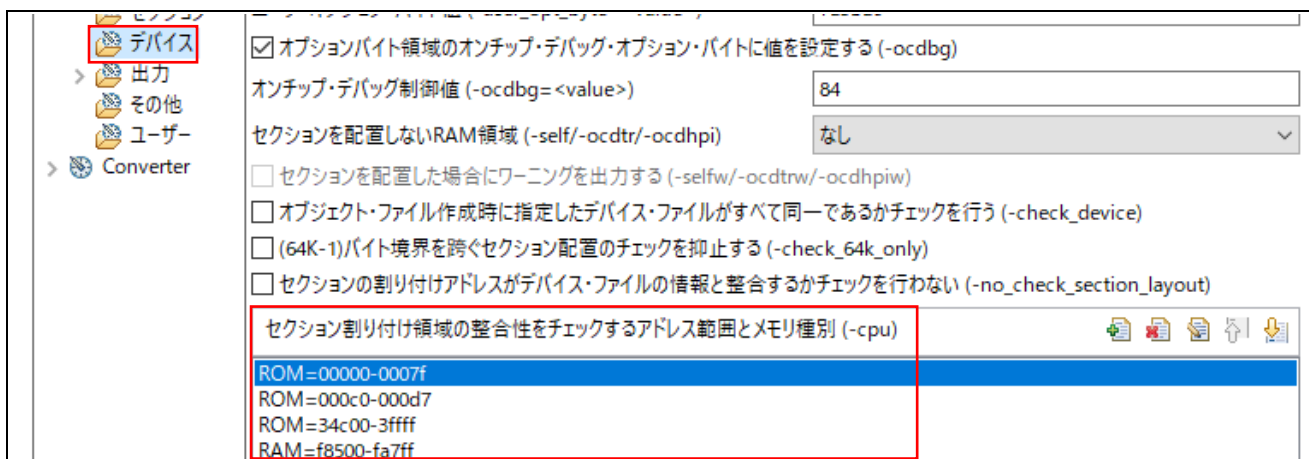 セクション
デバイス
オプションバイト領域のオンチップ・デバッグ・オプション・バイトに値を設定する (-ocdbg)
出力
オンチップ・デバッグ制御値 (-ocdbg=<value>)
84
その他
ユーザー
セクションを配置しないRAM領域 (-self/-ocdtr/-ocdhpi)
なし
Converter
セクションを配置した場合にワーニングを出力する (-selfw/-ocdtrw/-ocdhpiw)
オブジェクト・ファイル作成時に指定したデバイス・ファイルがすべて同一であるかチェックを行う (-check_device)
(64K-1)バイト境界を跨ぐセクション配置のチェックを抑止する (-check_64k_only)
セクションの割り付けアドレスがデバイス・ファイルの情報と整合するかチェックを行わない (-no_check_section_layout)
セクション割り付け領域の整合性をチェックするアドレス範囲とメモリ種別 (-cpu)
ROM=00000-0007f
ROM=000c0-000d7
ROM=34c00-3ffff
RAM=f8500-fa7ff